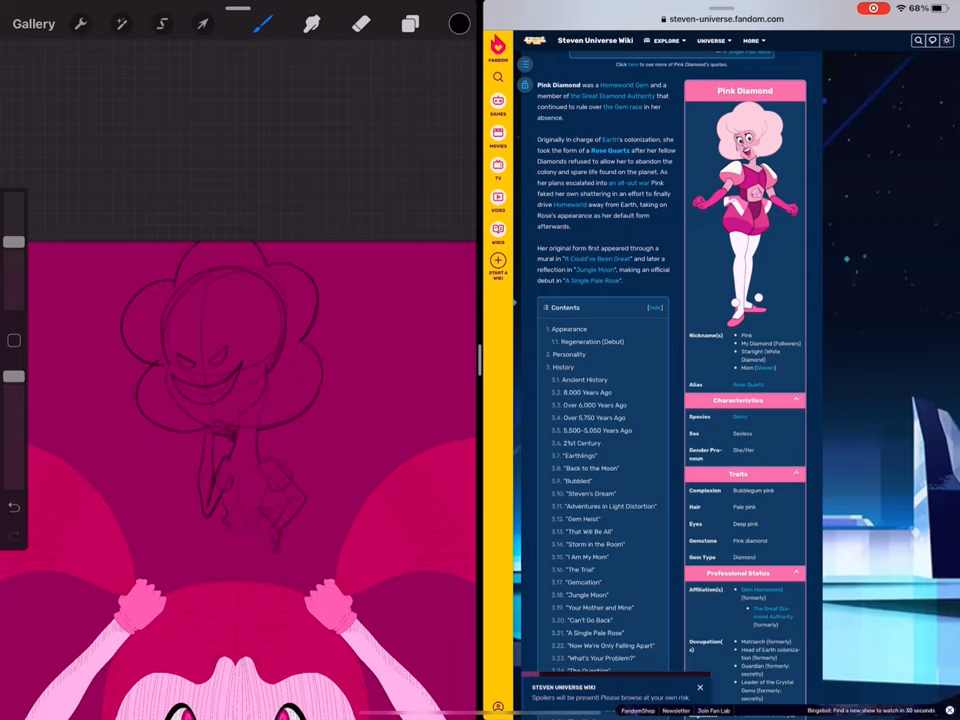 Gallery
steven-universe.fandom.com
68%
FANDOM
GAMES
MOVIES
TV
VIDEO
WIKIS
START A
WIKI
Steven Universe Wiki
EXPLORE
UNIVERSE
MORE
Click here to see more of Pink Diamond's quotes.
Pink Diamond was a Homeworld Gem and a
member of the Great Diamond Authority that
continued to rule over the Gem race in her
absence.
Originally in charge of Earth's colonization, she
took the form of a Rose Quartz after her fellow
Diamonds refused to allow her to abandon the
colony and spare life found on the planet. As
her plans escalated into an all-out war Pink
faked her own shattering in an effort to finally
drive Homeworld away from Earth, taking on
Rose's appearance as her default form
afterwards.
Her original form first appeared through a
mural in "It Could've Been Great" and later a
reflection in "Jungle Moon", making an official
debut in "A Single Pale Rose".
Contents
[hide]
1. Appearance
1.1. Regeneration (Debut)
2. Personality
3. History
3.1. Ancient History
3.2. 8,000 Years Ago
3.3. Over 6,000 Years Ago
3.4. Over 5,750 Years Ago
3.5. 5,500-5,050 Years Ago
3.6. 21st Century
3.7. "Earthlings"
3.8. "Back to the Moon"
3.9. "Bubbled"
3.10. "Steven's Dream"
3.11. "Adventures in Light Distortion"
3.12. "Gem Heist"
3.13. "That Will Be All"
3.14. "Storm in the Room"
3.15. "I Am My Mom"
3.16. "The Trial"
3.17. "Gemcation"
3.18. "Jungle Moon"
3.19. "Your Mother and Mine"
3.20. "Can't Go Back"
3.21. "A Single Pale Rose"
3.22. "Now We're Only Falling Apart"
3.23. "What's Your Problem?"
Pink Diamond
Nickname(s)
Pink
My Diamond (Followers)
Starlight (White
Diamond)
Mom (Steven)
Alias
Rose Quartz
Characteristics
Species
Gems
Sex
Sexless
Gender Pro-
noun
She/Her
Traits
Complexion
Bubblegum pink
Hair
Pale pink
Eyes
Deep pink
Gemstone
Pink diamond
Gem Type
Diamond
Professional Status
Affiliation(s)
Gem Homeworld
(formerly)
The Great Dia-
mond Authority
(formerly)
Occupation(
s)
Matriarch (formerly)
Head of Earth coloniza-
tion (formerly)
Guardian (formerly;
secretly)
Leader of the Crystal
Gems (formerly;
secretly)
STEVEN UNIVERSE WIKI
Spoilers will be present! Please browse at your own risk.
FandomShop
Newsletter
Join Fan Lab
Bingebot: Find a new show to watch in 30 seconds